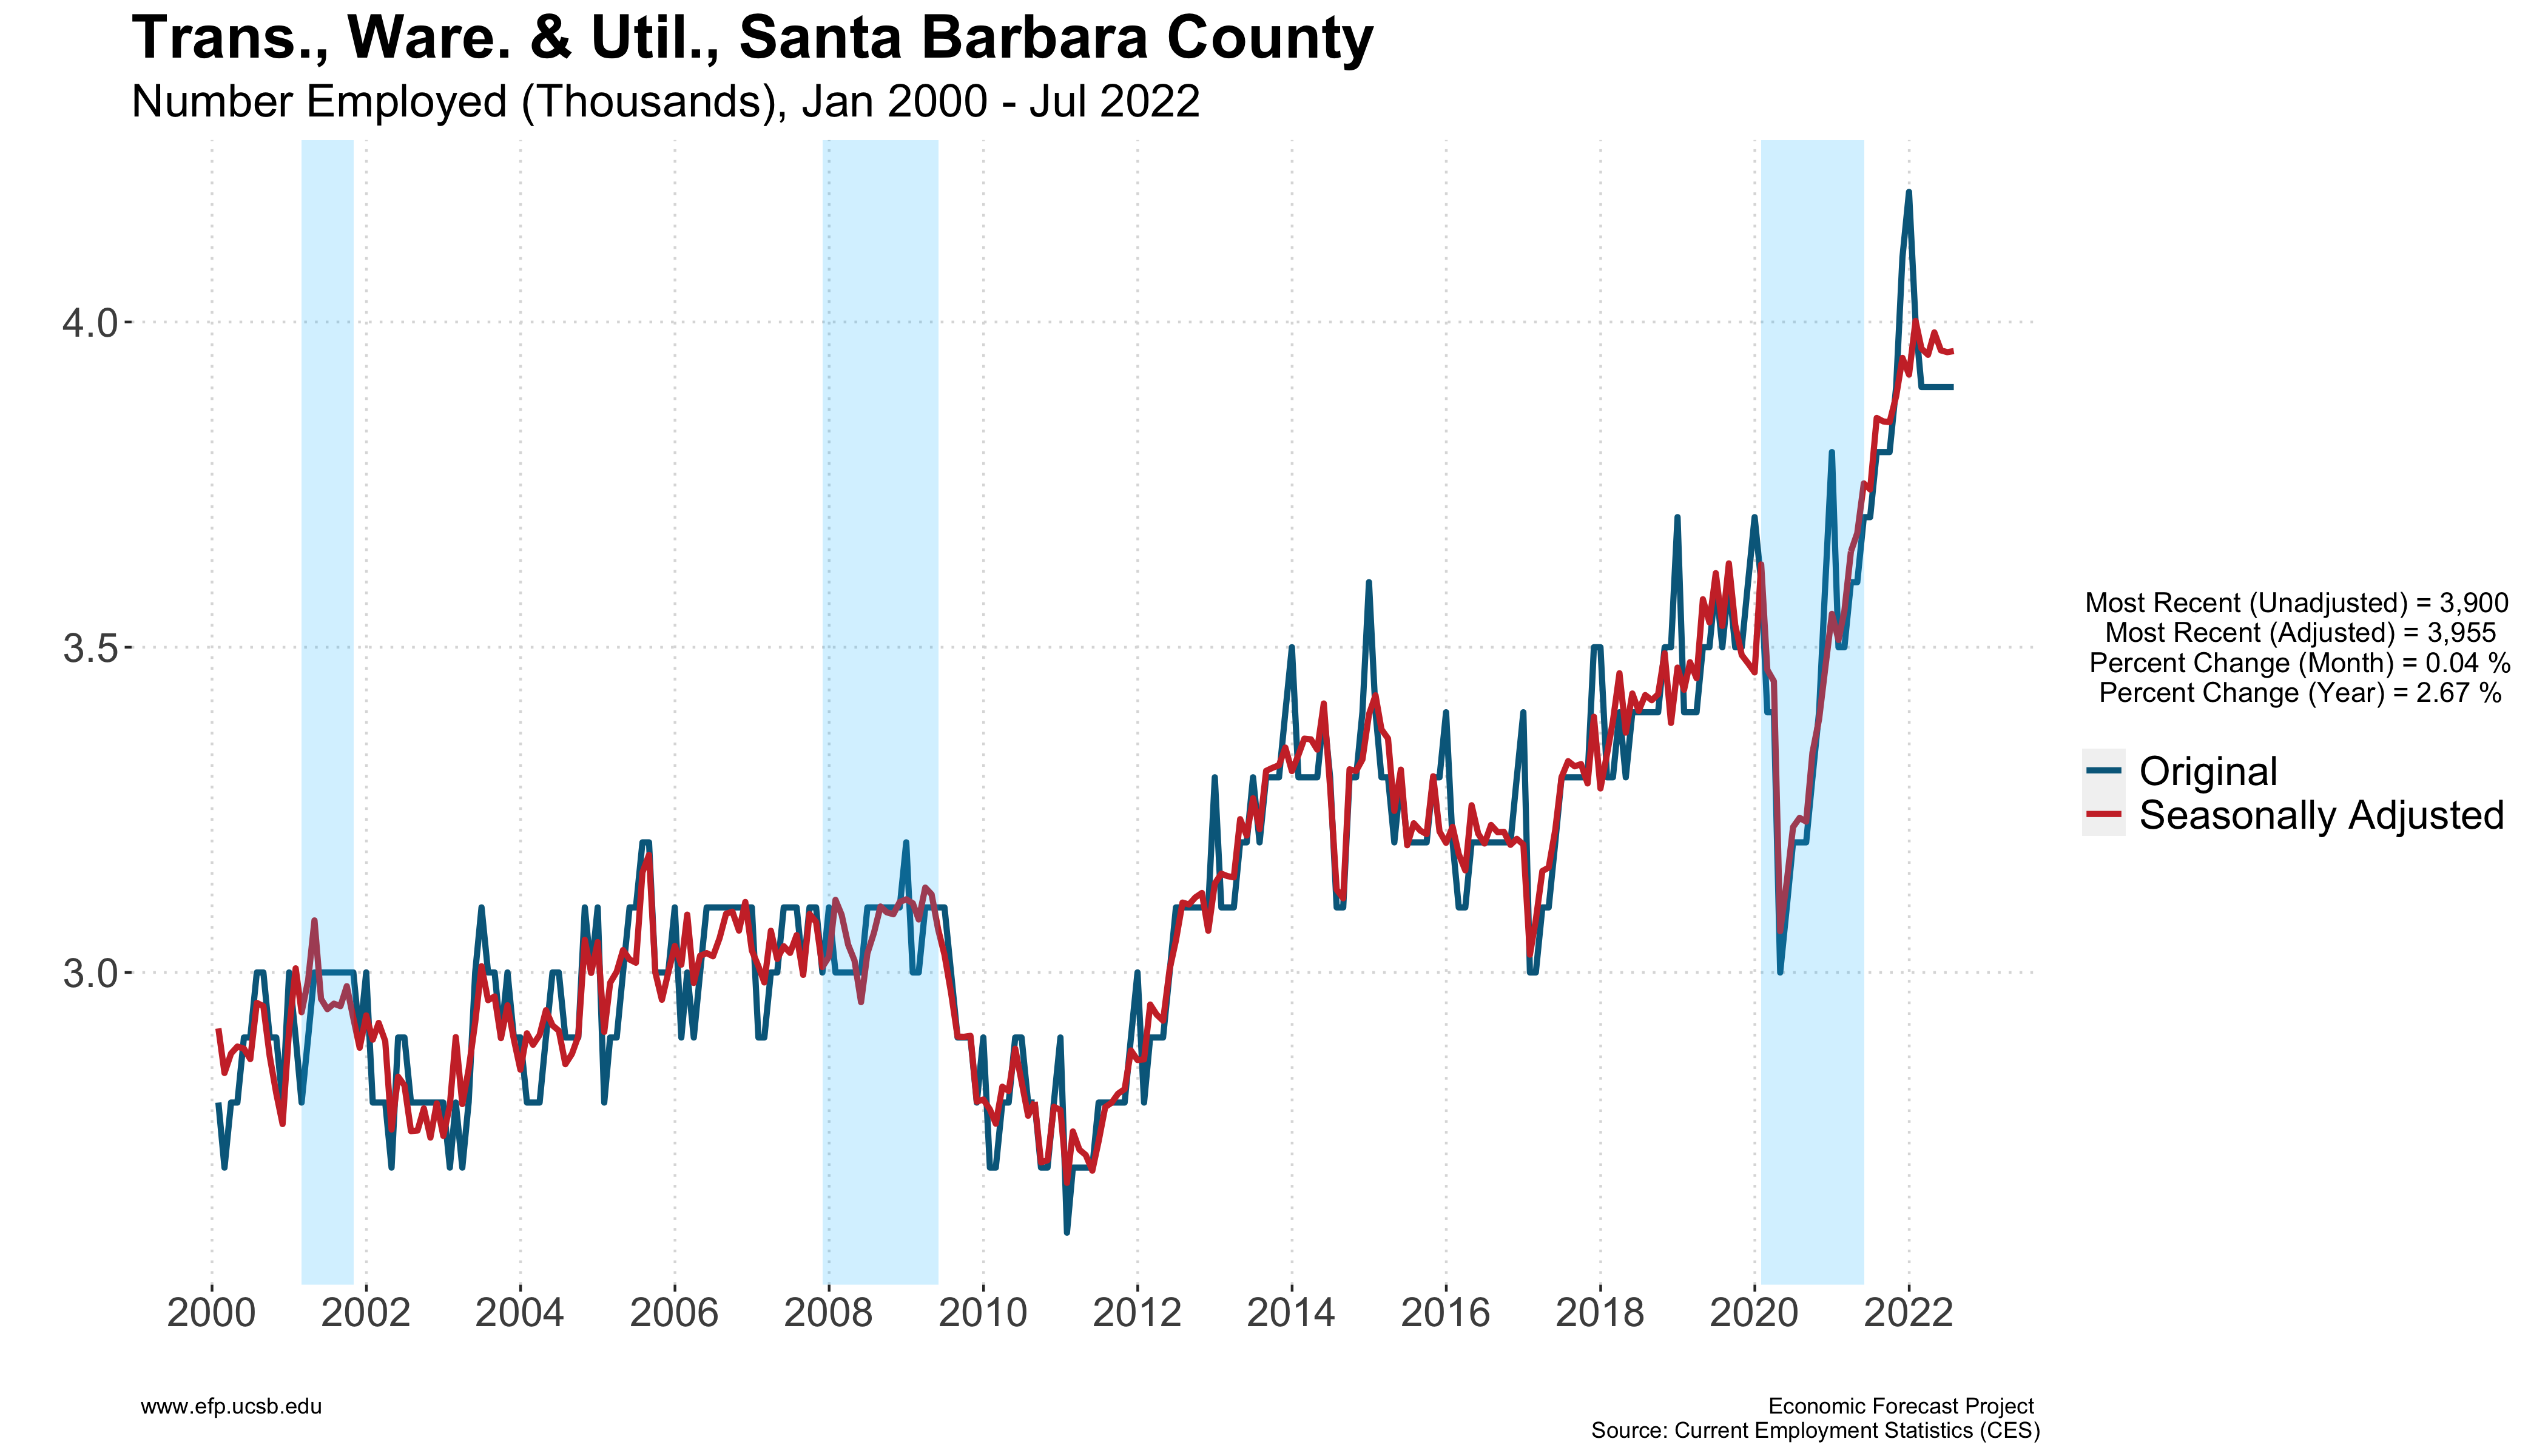 Trans., Ware. & Util., Santa Barbara County
Number Employed (Thousands), Jan 2000 - Jul 2022
4.0
3.5
3.0
Most Recent (Unadjusted) = 3,900
Most Recent (Adjusted) = 3,955
Percent Change (Month) = 0.04 %
Percent Change (Year) = 2.67 %
Original
Seasonally Adjusted
2000 2002 2004 2006 2008 2010 2012 2014 2016 2018 2020 2022
www.efp.ucsb.edu
Economic Forecast Project
Source: Current Employment Statistics (CES)